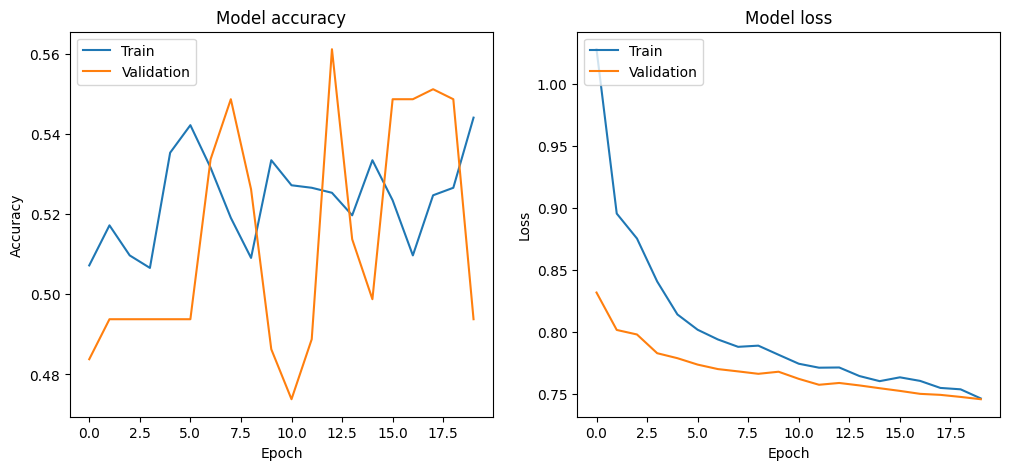 Model accuracy
Train
Validation
0.56
0.54
0.52
0.50
0.48
Accuracy
0.0 2.5 5.0 7.5 10.0 12.5 15.0 17.5
Epoch
Model loss
Train
Validation
1.00
0.95
0.90
0.85
0.80
0.75
Loss
0.0 2.5 5.0 7.5 10.0 12.5 15.0 17.5
Epoch